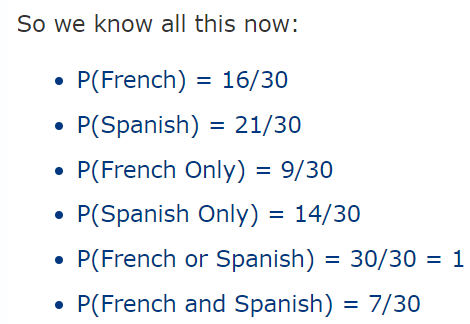 So we know all this now:
• P(French) = 16/30
• P(Spanish) = 21/30
• P(French Only) = 9/30
• P(Spanish Only) = 14/30
• P(French or Spanish) = 30/30 = 1
• P(French and Spanish) = 7/30